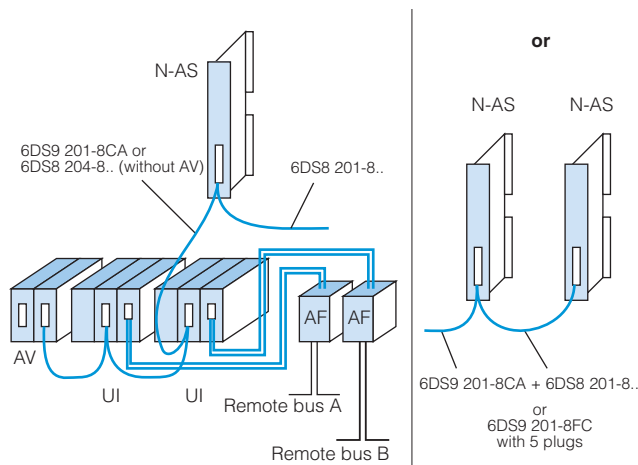 or
N-AS
N-AS
N-AS
6DS9 201-8CA or
6DS8 204-8.. (without AV)
6DS8 201-8..
AF
AF
AV
UI
UI
Remote bus A
Remote bus B
6DS9 201-8CA + 6DS8 201-8..
or
6DS9 201-8FC
with 5 plugs